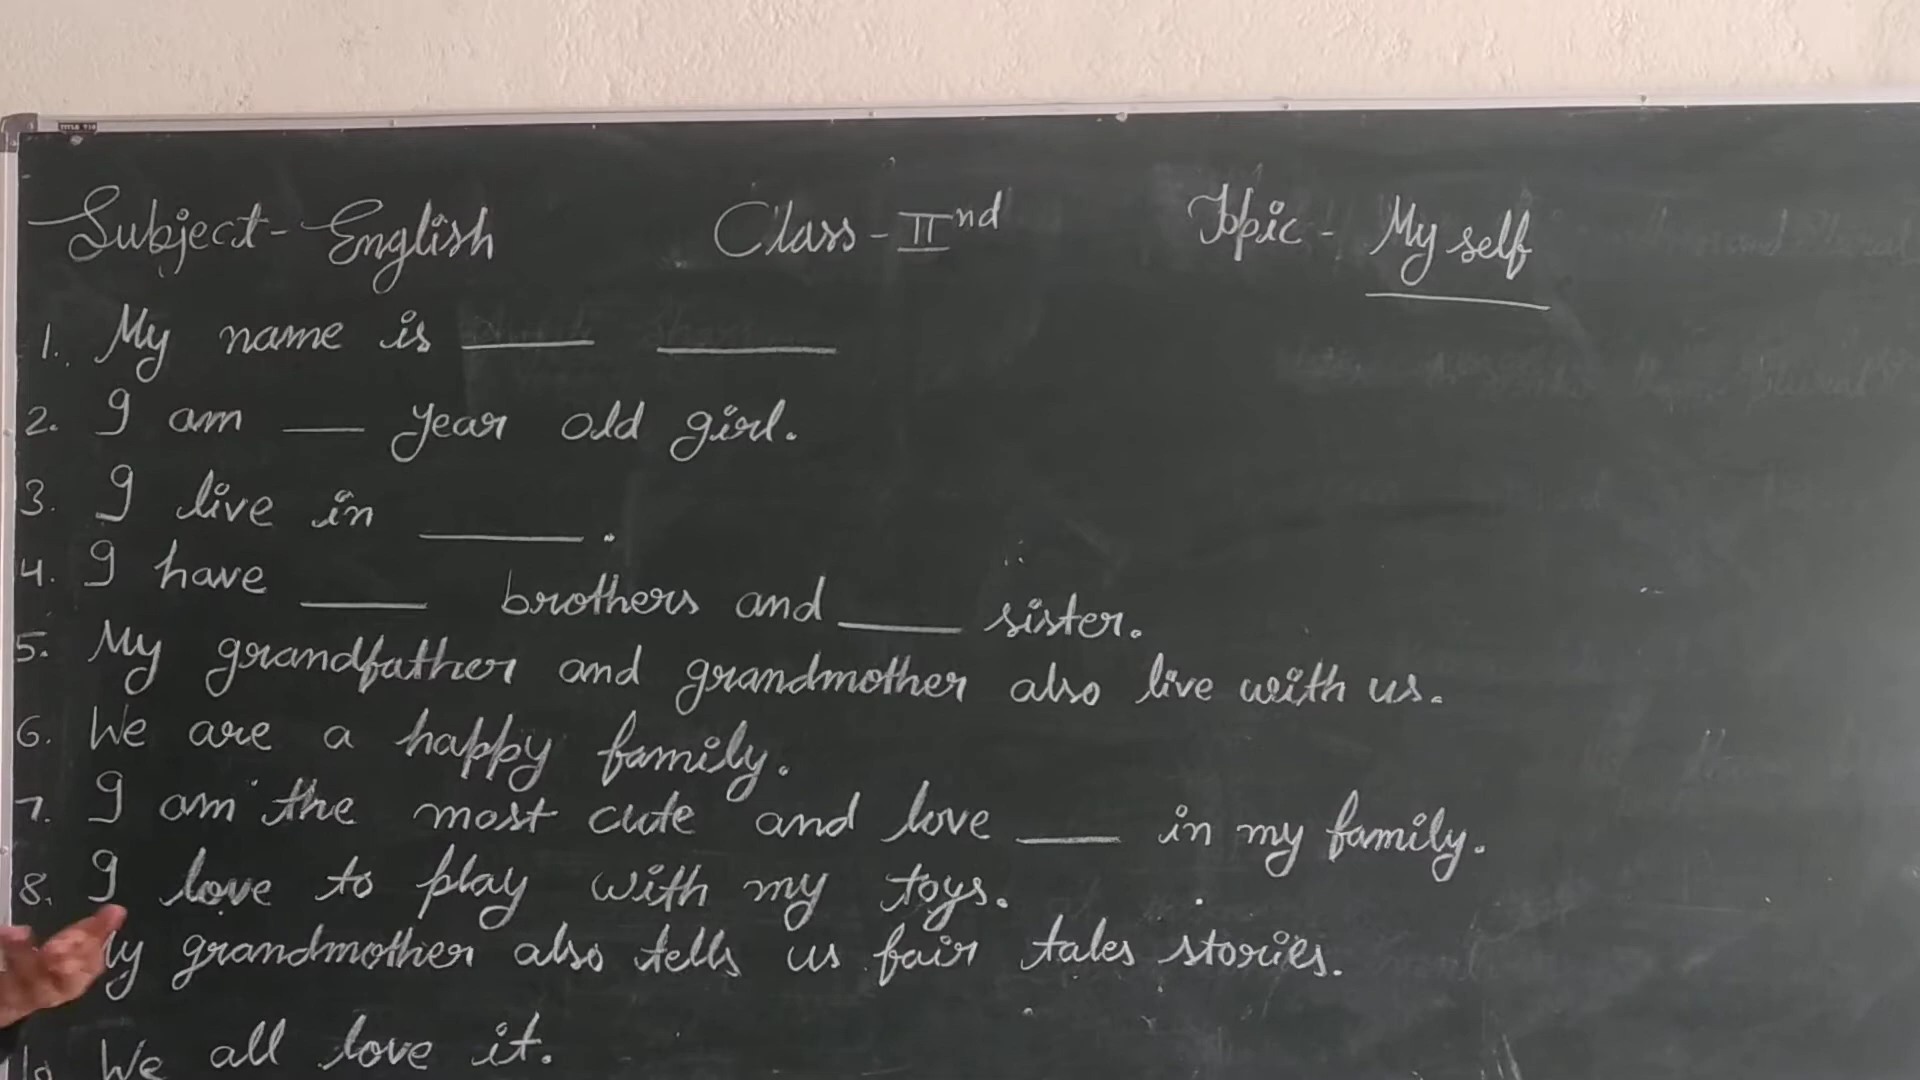 Subject- English Class - IInd Topic - My self
1. My name is ____ ____
2. I am ___ year old girl.
3. I live in ____ .
4. I have ____ brothers and ____ sister.
5. My grandfather and grandmother also live with us.
6. We are a happy family.
7. I am the most cute and love ___ in my family.
8. I love to play with my toys.
grandmother also tells us fair tales stories.
10 We all love it.